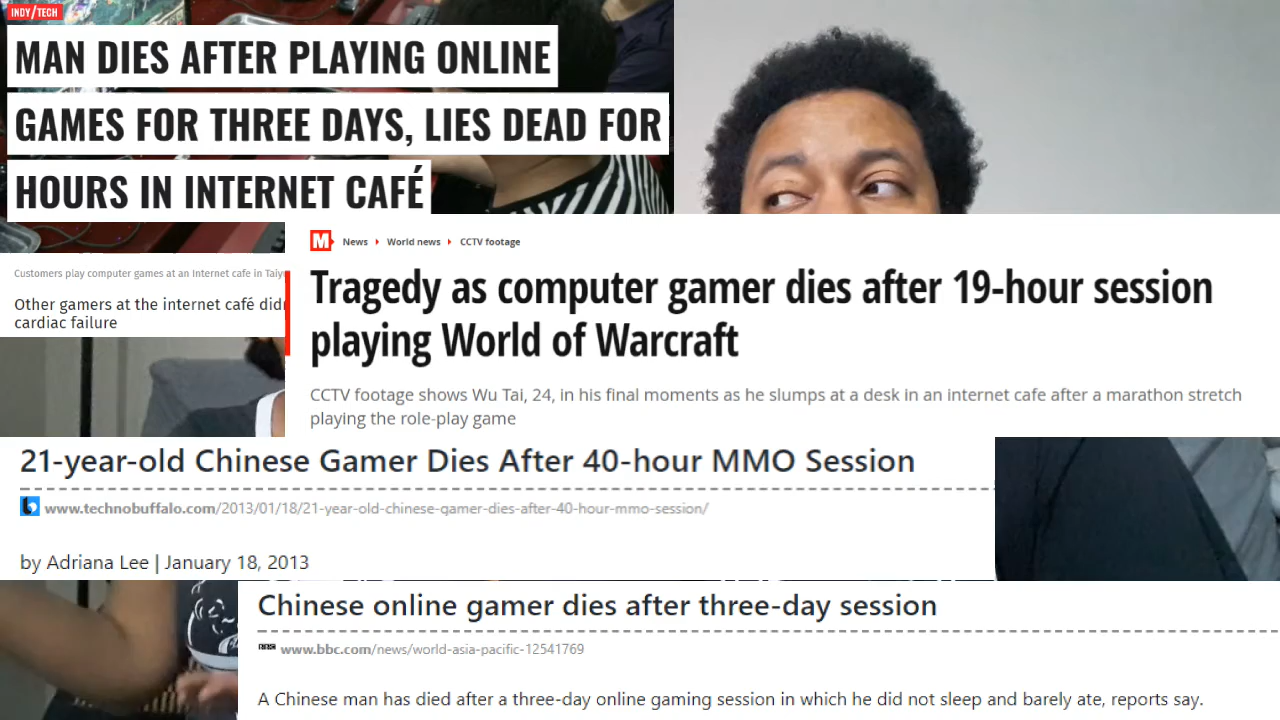 INDY/TECH
MAN DIES AFTER PLAYING ONLINE
GAMES FOR THREE DAYS, LIES DEAD FOR
HOURS IN INTERNET CAFÉ
Customers play computer games at an Internet cafe in
Other gamers at the internet café
cardiac failure
M News World news CCTV footage
Tragedy as computer gamer dies after 19-hour session
playing World of Warcraft
CCTV footage shows Wu Tai, 24, in his final moments as he slumps at a desk in an internet cafe after a marathon stretch
playing the role-play game
21-year-old Chinese Gamer Dies After 40-hour MMO Session
www.technobuffalo.com/2013/01/18/21-year-old-chinese-gamer-dies-after-40-hour-mmo-session/
by Adriana Lee | January 18, 2013
Chinese online gamer dies after three-day session
BBC www.bbc.com/news/world-asia-pacific-12541769
A Chinese man has died after a three-day online gaming session in which he did not sleep and barely ate, reports say.